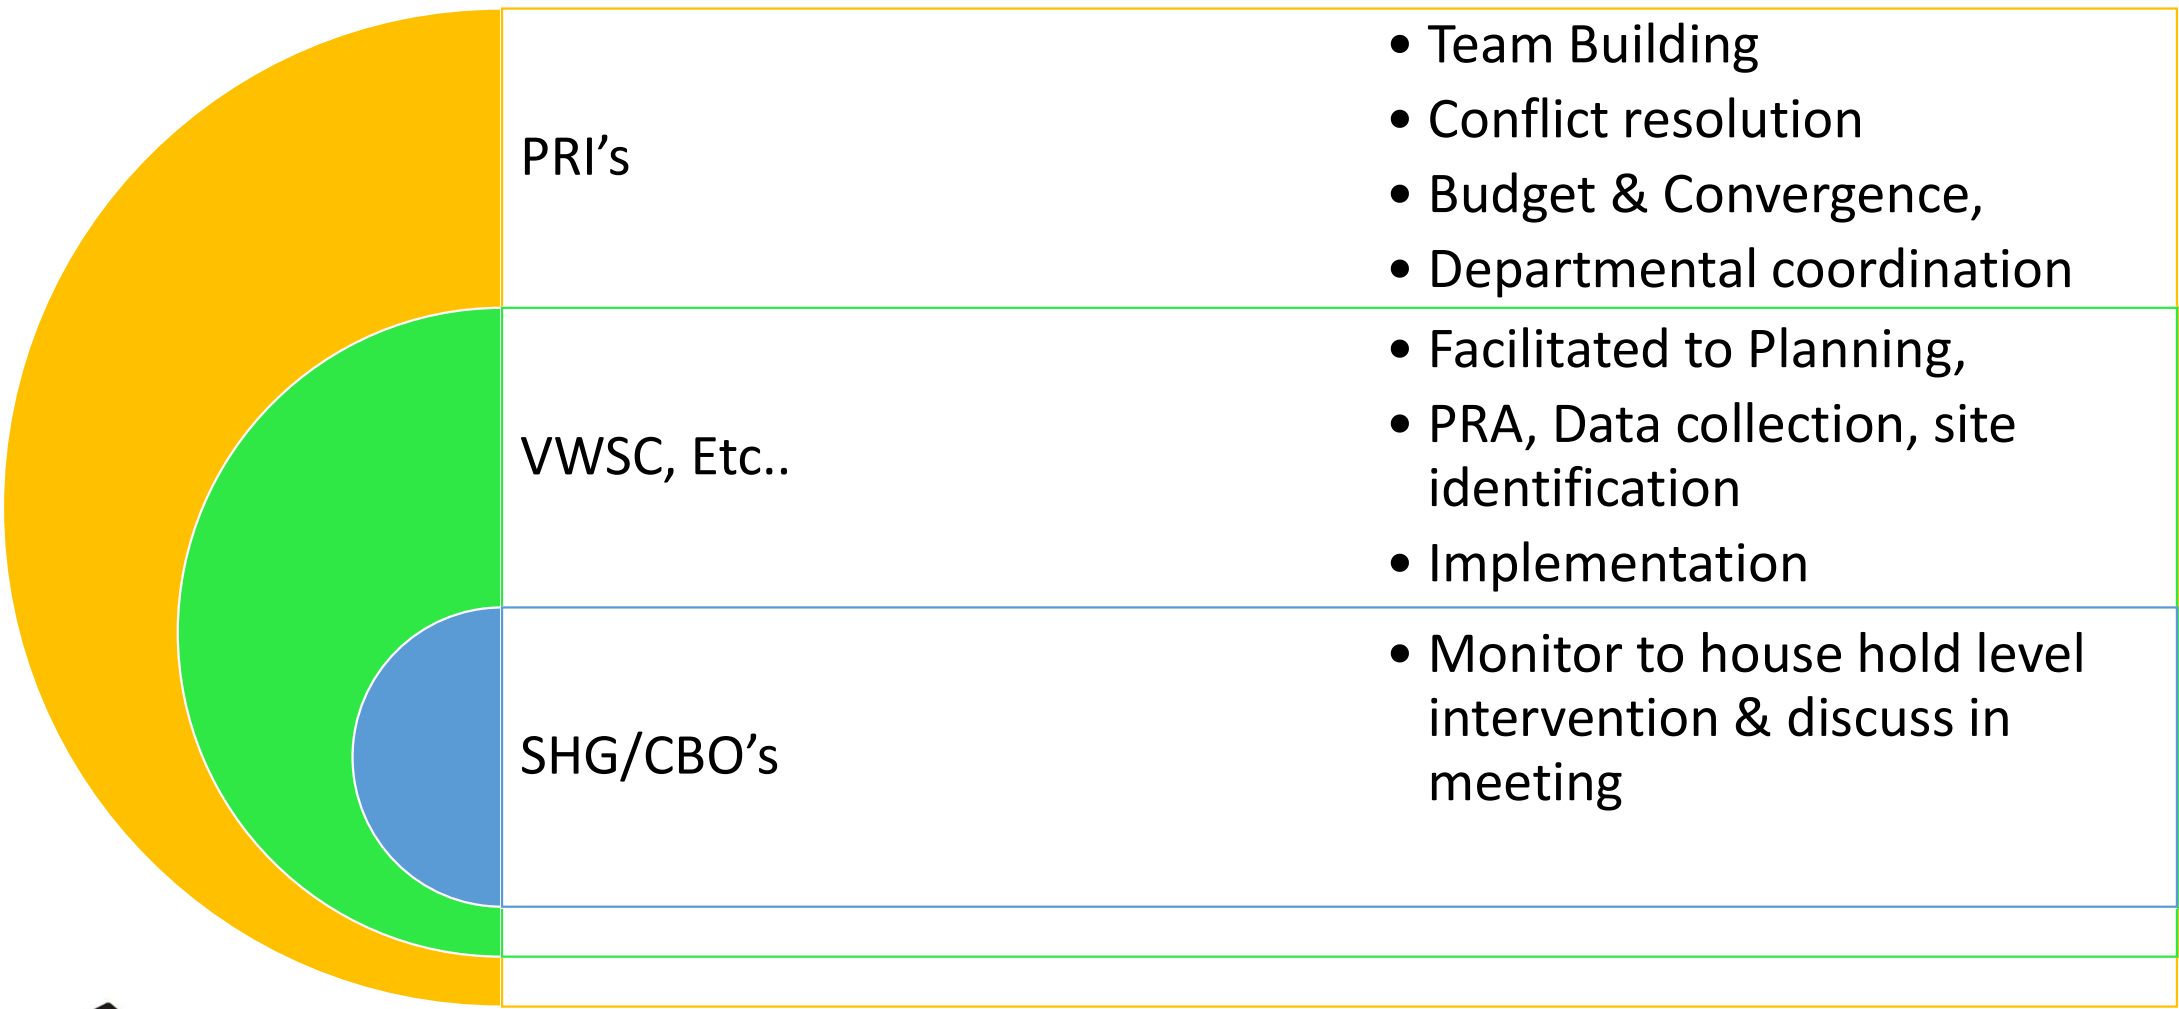 PRI’s
• Team Building
• Conflict resolution
• Budget & Convergence,
• Departmental coordination
VWSC, Etc..
• Facilitated to Planning,
• PRA, Data collection, site
identification
• Implementation
SHG/CBO’s
• Monitor to house hold level
intervention & discuss in
meeting